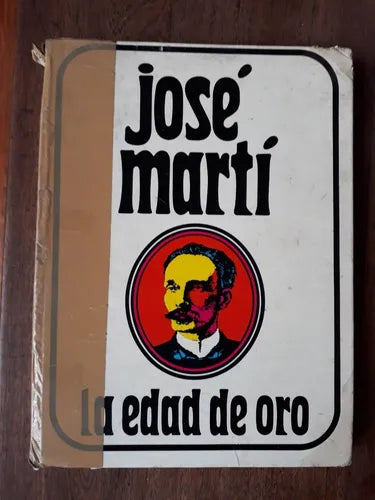 josé
martí
la edad de oro